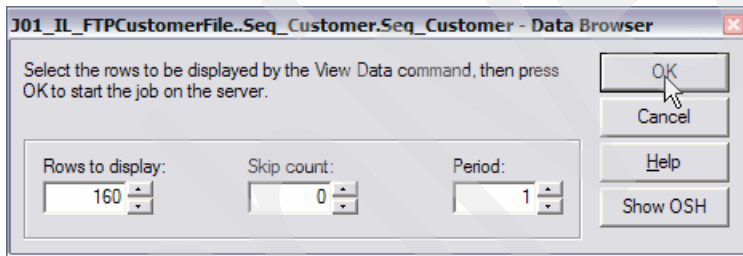 J01_IL_FTPCustomerFile..Seq_Customer.Seq_Customer - Data Browser
Select the rows to be displayed by the View Data command, then press
OK to start the job on the server.
OK
Cancel
Help
Show OSH
Rows to display:
160
Skip count:
0
Period:
1